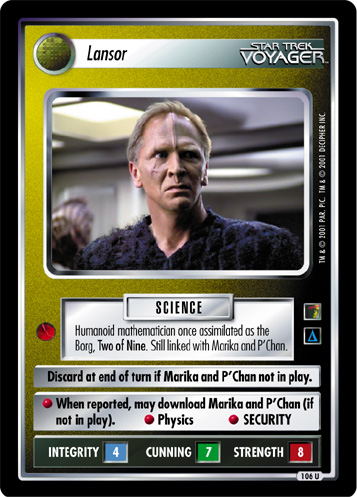 Lansor
STAR TREK
VOYAGER™
TM & © 2001 PAR. PIC. TM & © 2001 DECIPHER INC.
SCIENCE
Humanoid mathematician once assimilated as the
Borg, Two of Nine. Still linked with Marika and P'Chan.
Discard at end of turn if Marika and P'Chan not in play.
• When reported, may download Marika and P'Chan (if
not in play). • Physics • SECURITY
INTEGRITY 4 CUNNING 7 STRENGTH 8
106 U